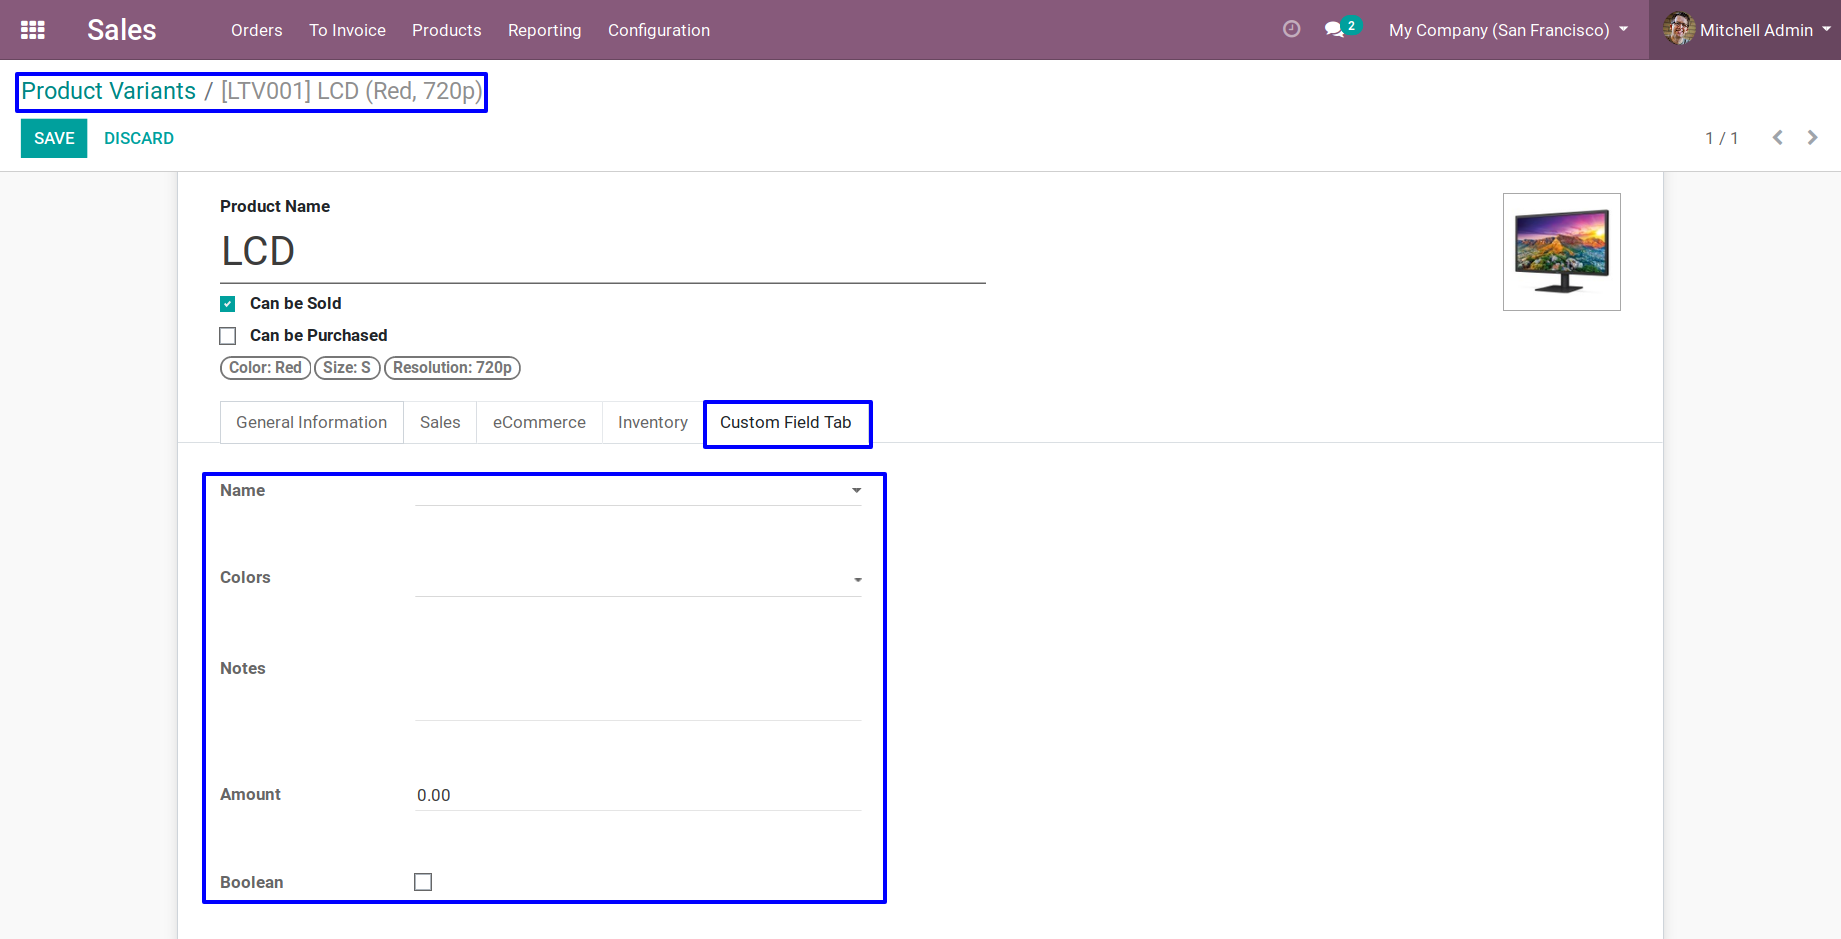 Sales Orders To Invoice Products Reporting Configuration 2 My Company (San Francisco) Mitchell Admin
Product Variants / [LTV001] LCD (Red, 720p)
SAVE DISCARD 1 / 1
Product Name
LCD
Can be Sold
Can be Purchased
Color: Red Size: S Resolution: 720p
General Information Sales eCommerce Inventory Custom Field Tab
Name
Colors
Notes
Amount 0.00
Boolean